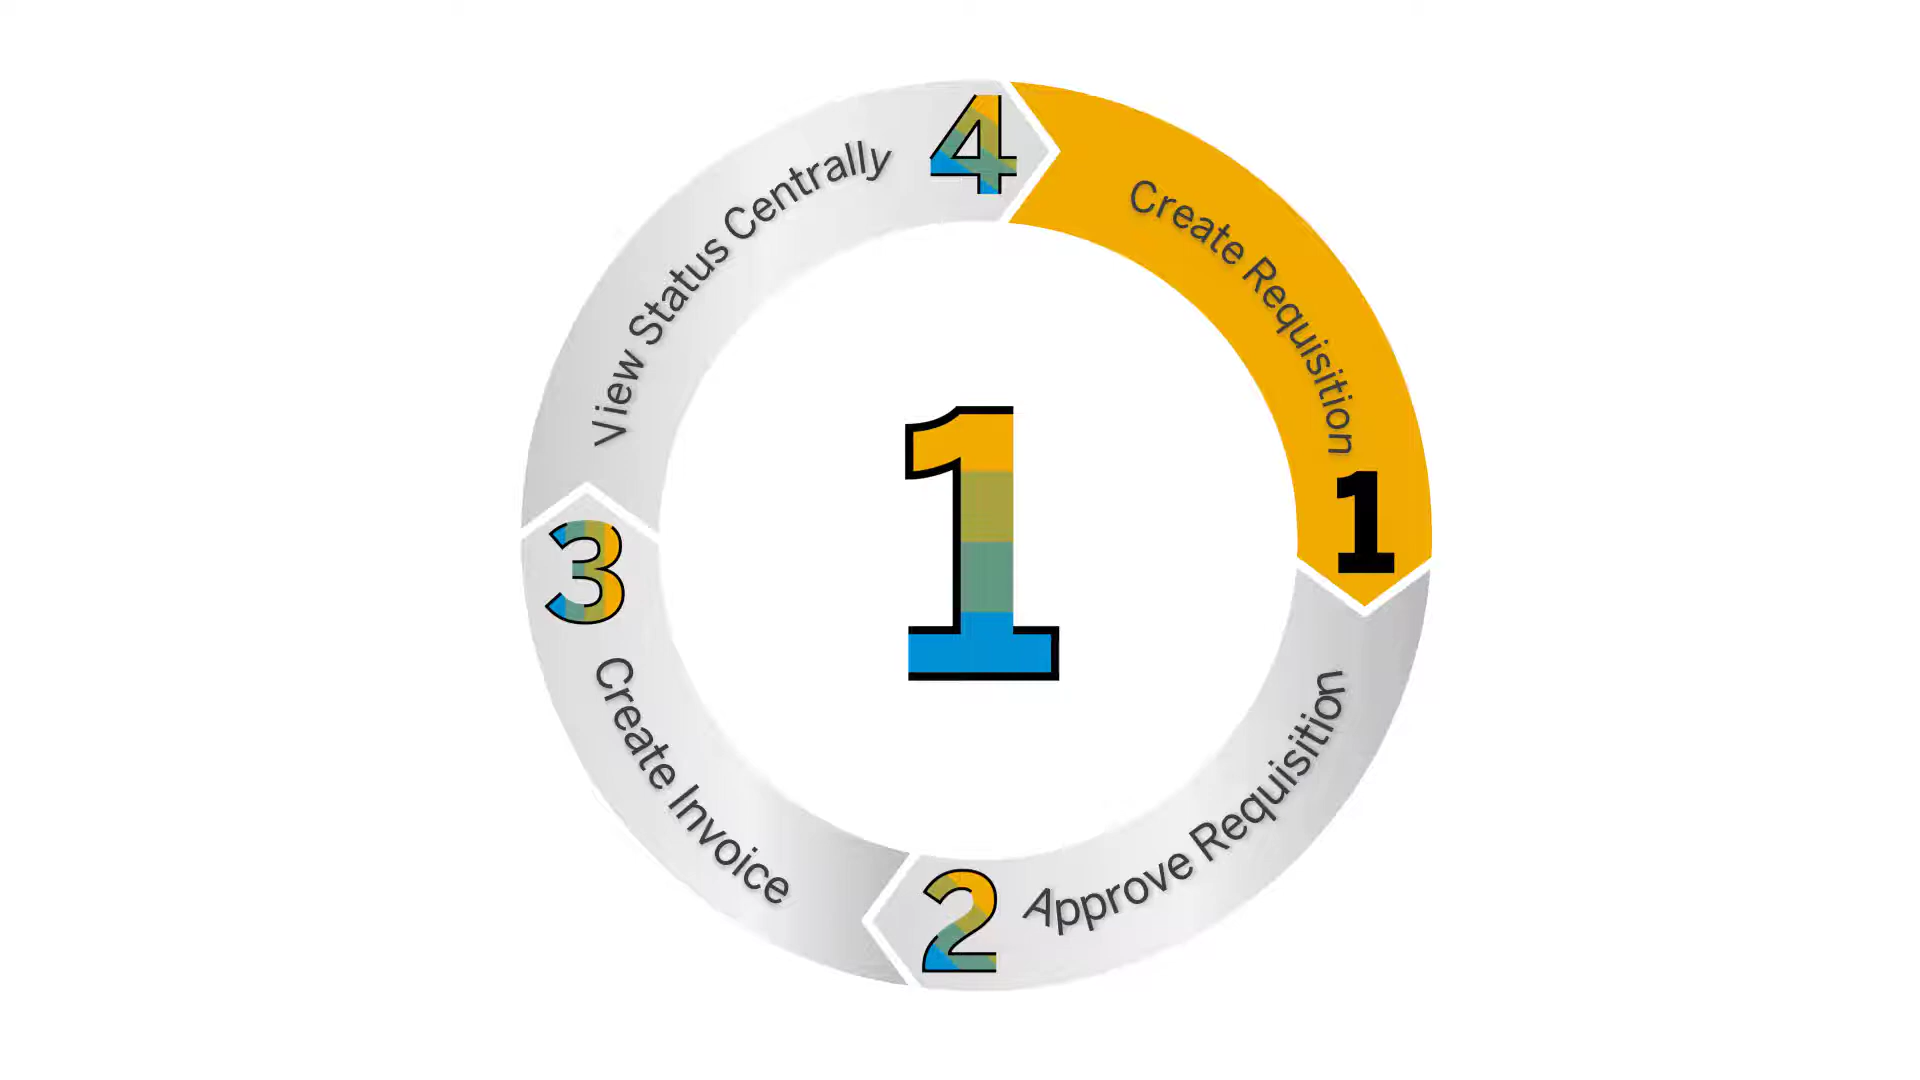 1
Create Requisition
1
Approve Requisition
2
Create Invoice
3
View Status Centrally
4